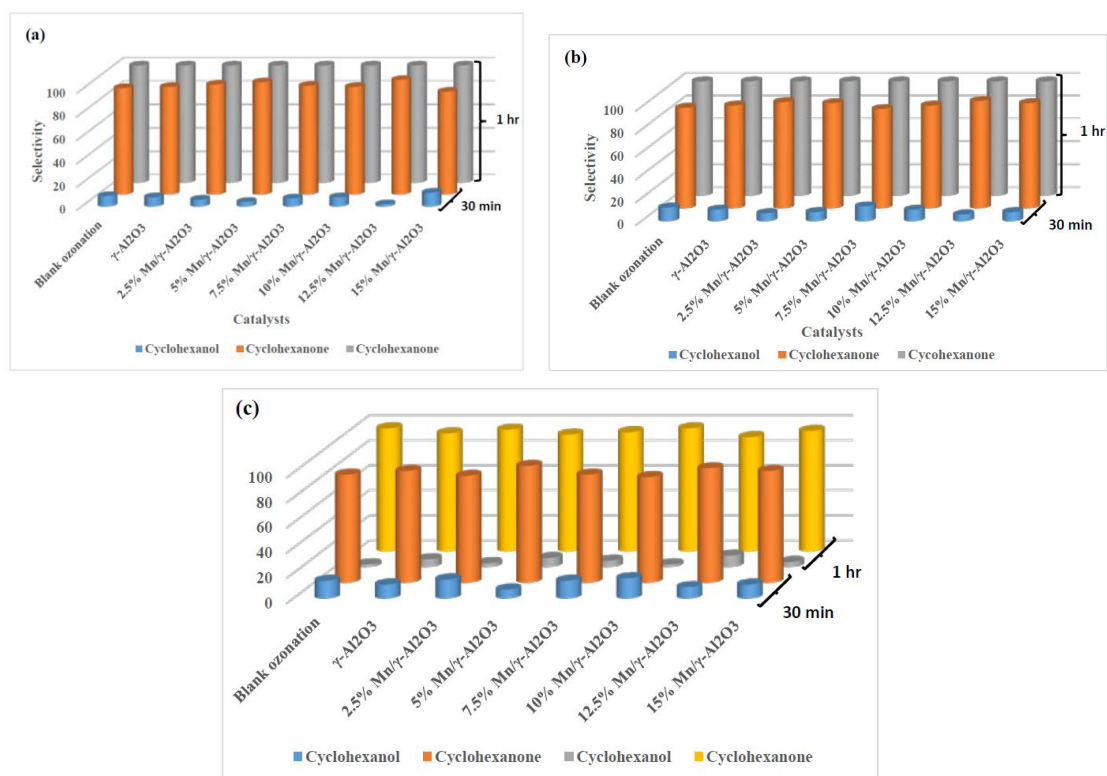 (a)
100
80
60
40
20
0
Selectivity
1 hr
30 min
Blank ozonation
γ-Al2O3
2.5% Mn/γ-Al2O3
5% Mn/γ-Al2O3
7.5% Mn/γ-Al2O3
10% Mn/γ-Al2O3
12.5% Mn/γ-Al2O3
15% Mn/γ-Al2O3
Catalysts
Cyclohexanol Cyclohexanone Cyclohexanone
(b)
100
80
60
40
20
0
Selectivity
1 hr
30 min
Blank ozonation
γ-Al2O3
2.5% Mn/γ-Al2O3
5% Mn/γ-Al2O3
7.5% Mn/γ-Al2O3
10% Mn/γ-Al2O3
12.5% Mn/γ-Al2O3
15% Mn/γ-Al2O3
Catalysts
Cyclohexanol Cyclohexanone Cycohexanone
(c)
100
80
60
40
20
0
1 hr
30 min
Blank ozonation
γ-Al2O3
2.5% Mn/γ-Al2O3
5% Mn/γ-Al2O3
7.5% Mn/γ-Al2O3
10% Mn/γ-Al2O3
12.5% Mn/γ-Al2O3
15% Mn/γ-Al2O3
Cyclohexanol Cyclohexanone Cyclohexanol Cyclohexanone